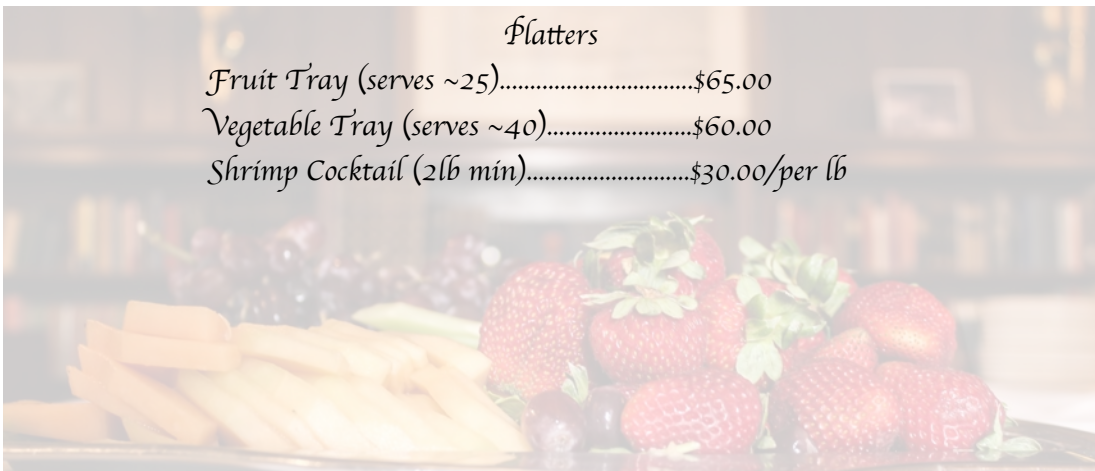 Platters
Fruit Tray (serves ~25)................................$65.00
Vegetable Tray (serves ~40)........................$60.00
Shrimp Cocktail (2lb min)...........................$30.00/per lb